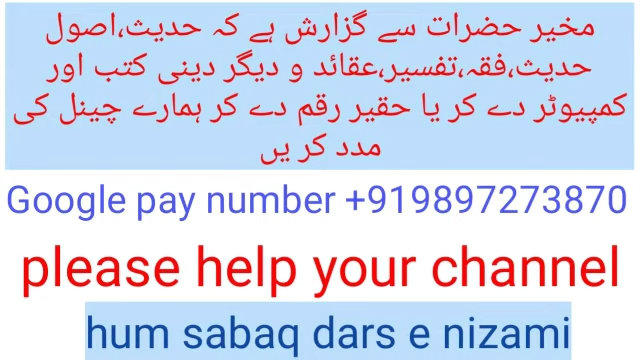 مخیر حضرات سے گزارش ہے کہ حدیث،اصول
حدیث،فقہ،تفسیر،عقائد و دیگر دینی کتب اور
کمپیوٹر دے کر یا حقیر رقم دے کر ہمارے چینل کی
مدد کر یں
Google pay number +919897273870
please help your channel
hum sabaq dars e nizami